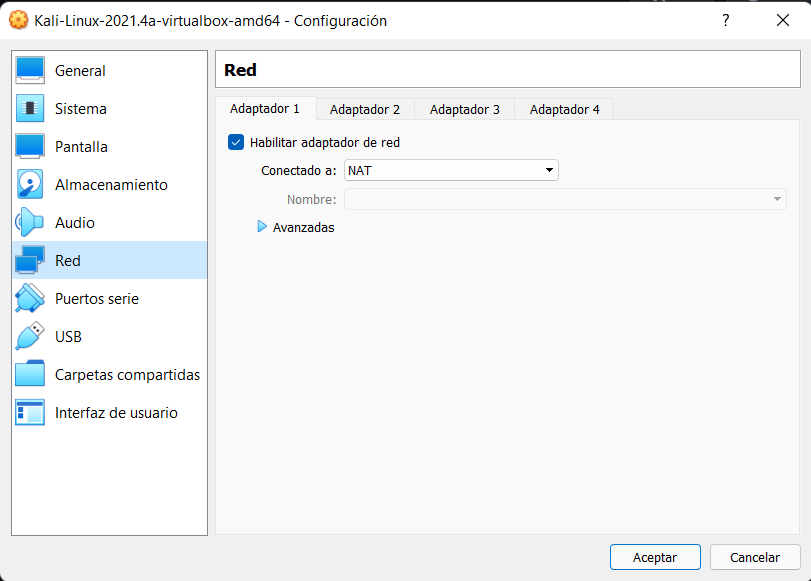 Kali-Linux-2021.4a-virtualbox-amd64 - Configuración
?
General
Sistema
Pantalla
Almacenamiento
Audio
Red
Puertos serie
USB
Carpetas compartidas
Interfaz de usuario
Red
Adaptador 1 Adaptador 2 Adaptador 3 Adaptador 4
Habilitar adaptador de red
Conectado a: NAT
Nombre:
Avanzadas
Aceptar Cancelar